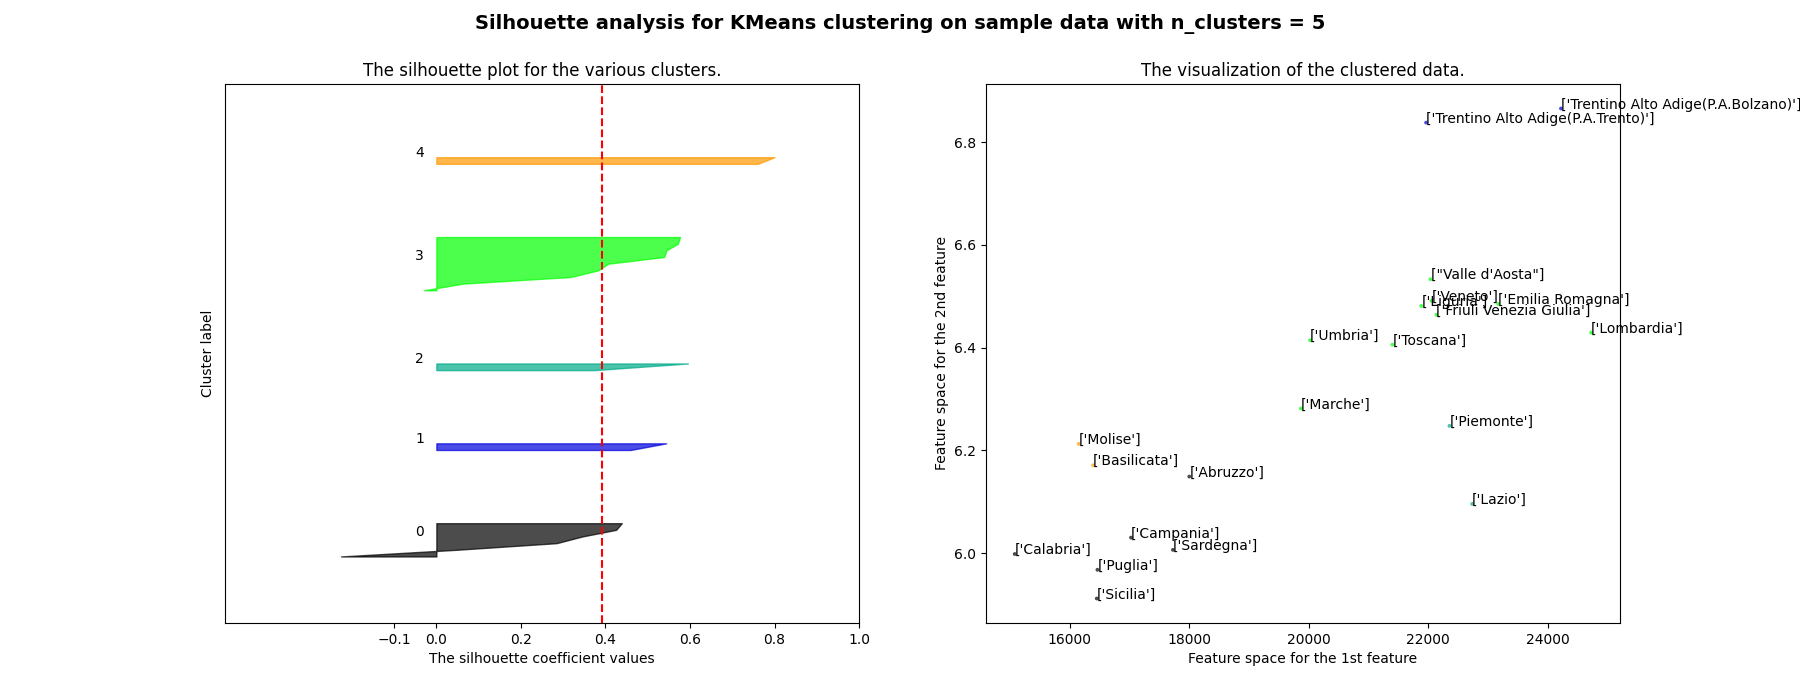 Silhouette analysis for KMeans clustering on sample data with n_clusters = 5
The silhouette plot for the various clusters.
4
3
2
1
0
Cluster label
−0.1 0.0 0.2 0.4 0.6 0.8 1.0
The silhouette coefficient values
The visualization of the clustered data.
['Trentino Alto Adige(P.A.Bolzano)']
['Trentino Alto Adige(P.A.Trento)']
6.8
6.6
["Valle d'Aosta"]
['Veneto']
['Liguria']
['Emilia Romagna']
['Friuli Venezia Giulia']
['Lombardia']
['Umbria']
['Toscana']
6.4
['Marche']
['Piemonte']
['Molise']
6.2
['Basilicata']
['Abruzzo']
['Lazio']
['Campania']
['Sardegna']
['Calabria']
6.0
['Puglia']
['Sicilia']
Feature space for the 2nd feature
16000 18000 20000 22000 24000
Feature space for the 1st feature